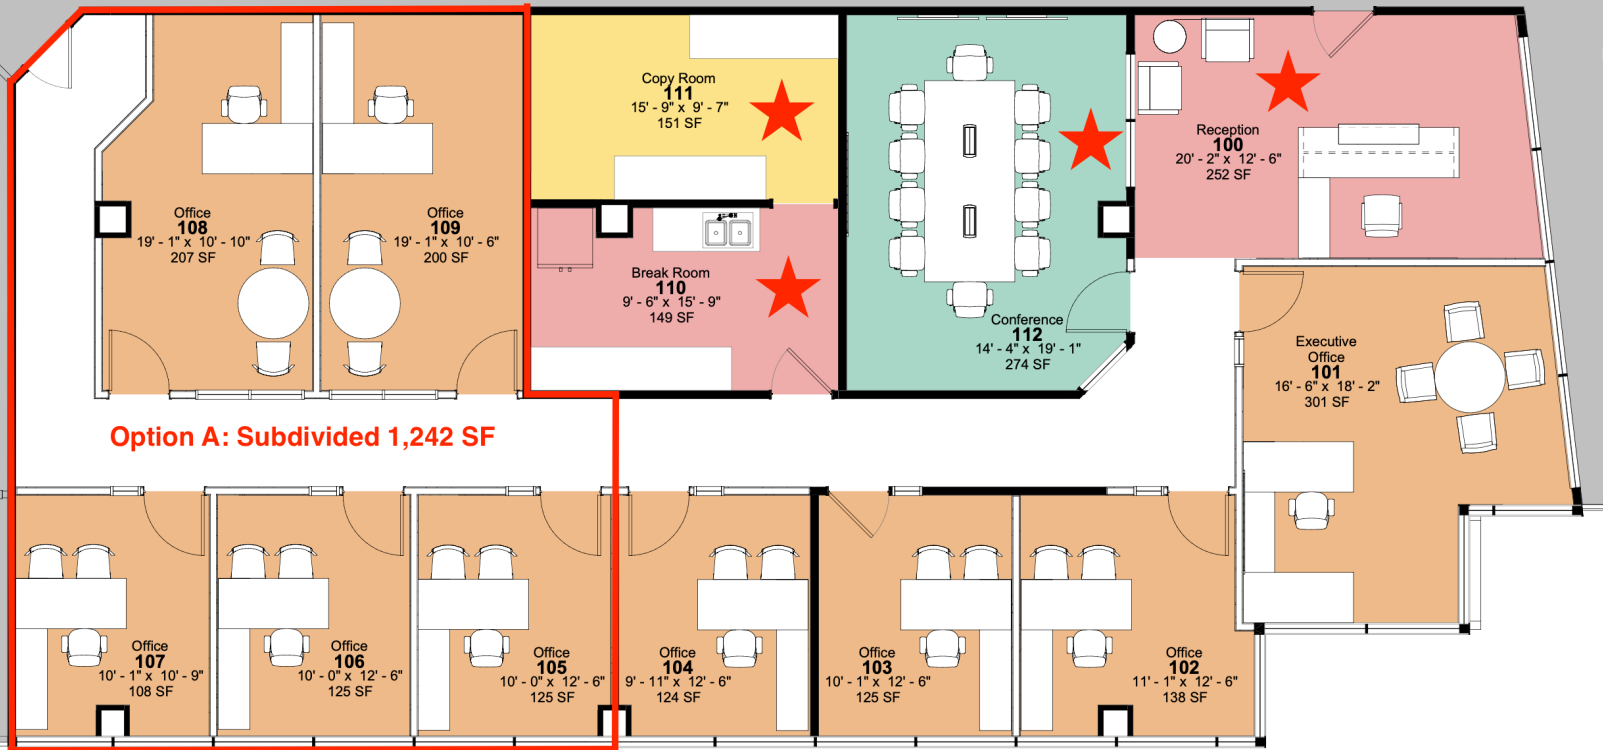 Copy Room
111
15' - 9" x 9' - 7"
151 SF
Reception
100
20' - 2" x 12' - 6"
252 SF
Office
108
19' - 1" x 10' - 10"
207 SF
Office
109
19' - 1" x 10' - 6"
200 SF
Break Room
110
9' - 6" x 15' - 9"
149 SF
Conference
112
14' - 4" x 19' - 1"
274 SF
Executive
Office
101
16' - 6" x 18' - 2"
301 SF
Option A: Subdivided 1,242 SF
Office
107
10' - 1" x 10' - 9"
108 SF
Office
106
10' - 0" x 12' - 6"
125 SF
Office
105
10' - 0" x 12' - 6"
125 SF
Office
104
9' - 11" x 12' - 6"
124 SF
Office
103
10' - 1" x 12' - 6"
125 SF
Office
102
11' - 1" x 12' - 6"
138 SF